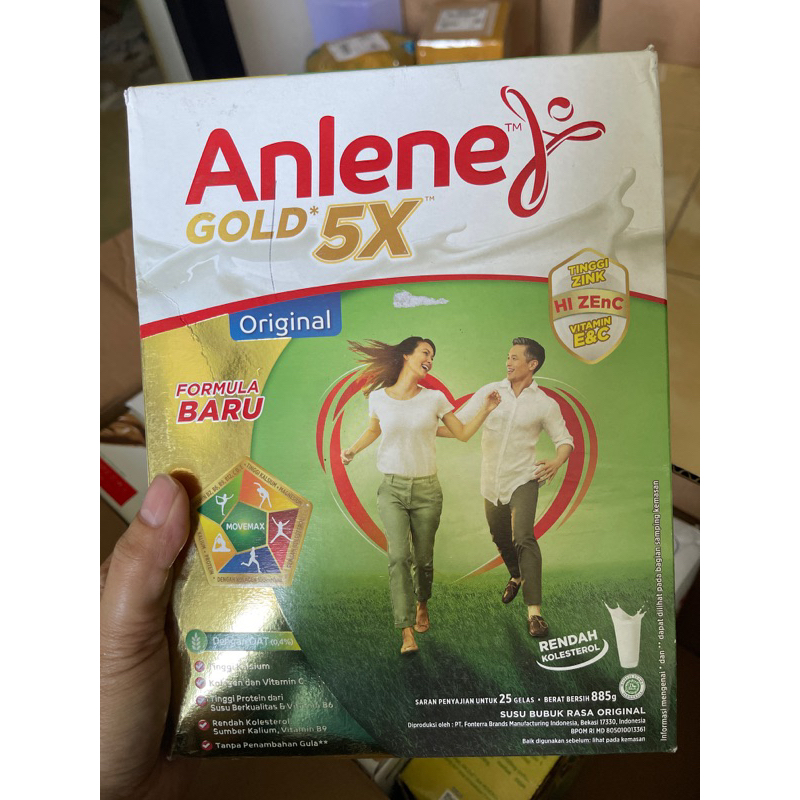 Anlene™
GOLD* 5X™
Original
TINGGI
ZINK
HI ZEnC
VITAMIN
E&C
FORMULA
BARU
MOVEMAX
RENDAH
KOLESTEROL
Dengan OAT (0,4%)
Tinggi Kalsium
Kolagen dan Vitamin C
Tinggi Protein dari
Susu Berkualitas & Vitamin B6
Rendah Kolesterol
Sumber Kalium, Vitamin B9
Tanpa Penambahan Gula**
SARAN PENYAJIAN UNTUK 25 GELAS • BERAT BERSIH 885g
SUSU BUBUK RASA ORIGINAL
Diproduksi oleh : PT. Fonterra Brands Manufacturing Indonesia, Bekasi 17330, Indonesia
BPOM RI MD 805010013361
Baik digunakan sebelum: lihat pada kemasan
Informasi mengenai * dan ** dapat dilihat pada bagian samping kemasan